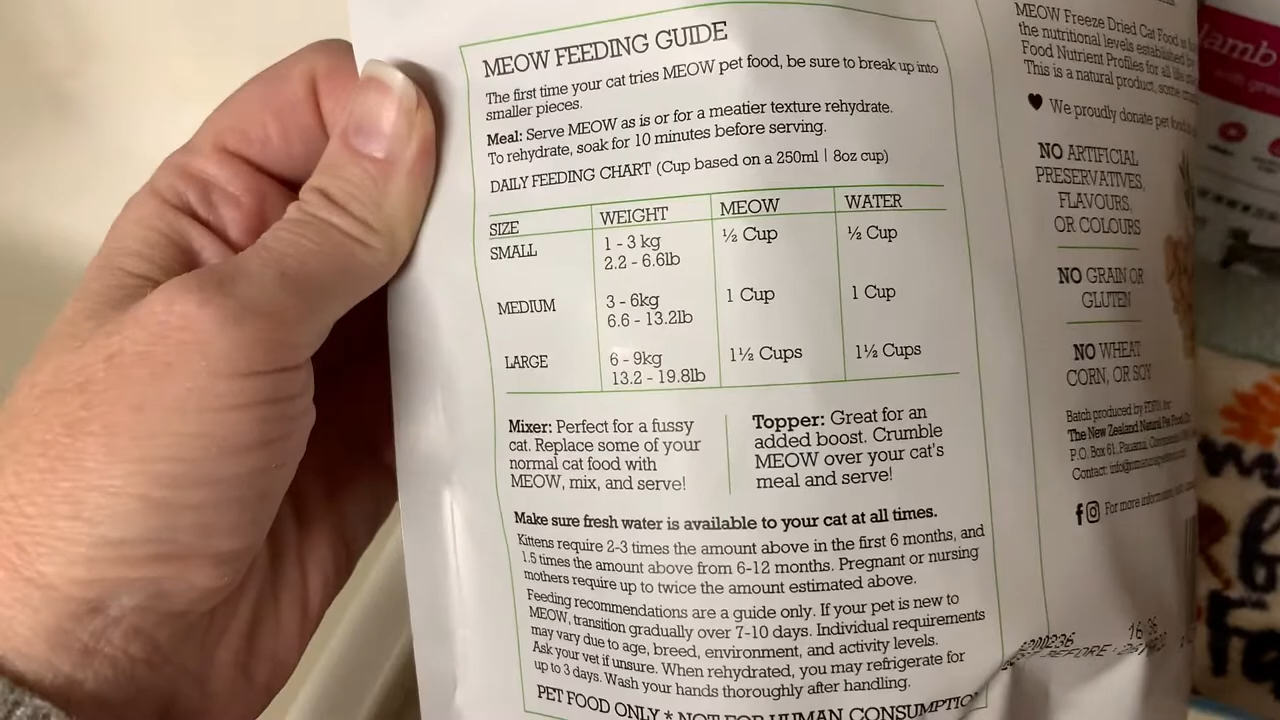 MEOW FEEDING GUIDE
The first time your cat tries MEOW pet food, be sure to break up into
smaller pieces.
Meal: Serve MEOW as is or for a meatier texture rehydrate.
To rehydrate, soak for 10 minutes before serving.
DAILY FEEDING CHART (Cup based on a 250ml | 8oz cup)
SIZE WEIGHT MEOW WATER
SMALL 1 - 3 kg ½ Cup ½ Cup
2.2 - 6.6lb
MEDIUM 3 - 6kg 1 Cup 1 Cup
6.6 - 13.2lb
LARGE 6 - 9kg 1½ Cups 1½ Cups
13.2 - 19.8lb
Mixer: Perfect for a fussy
cat. Replace some of your
normal cat food with
MEOW, mix, and serve!
Topper: Great for an
added boost. Crumble
MEOW over your cat's
meal and serve!
Make sure fresh water is available to your cat at all times.
Kittens require 2-3 times the amount above in the first 6 months, and
1.5 times the amount above from 6-12 months. Pregnant or nursing
mothers require up to twice the amount estimated above.
Feeding recommendations are a guide only. If your pet is new to
MEOW, transition gradually over 7-10 days. Individual requirements
may vary due to age, breed, environment, and activity levels.
Ask your vet if unsure. When rehydrated, you may refrigerate for
up to 3 days. Wash your hands thoroughly after handling.
PET FOOD ONLY * NOT FOR HUMAN CONSUMPTION
MEOW Freeze Dried Cat Food
the nutritional levels established
Food Nutrient Profiles for all
This is a natural product, some
We proudly donate pet food
NO ARTIFICIAL
PRESERVATIVES,
FLAVOURS,
OR COLOURS
NO GRAIN OR
GLUTEN
NO WHEAT
CORN, OR SOY
Batch produced by
The New Zealand Natural Pet Food
P.O. Box 61, Pauanui,
Contact:
For more information,
16:36
BEST BEFORE:
lamb